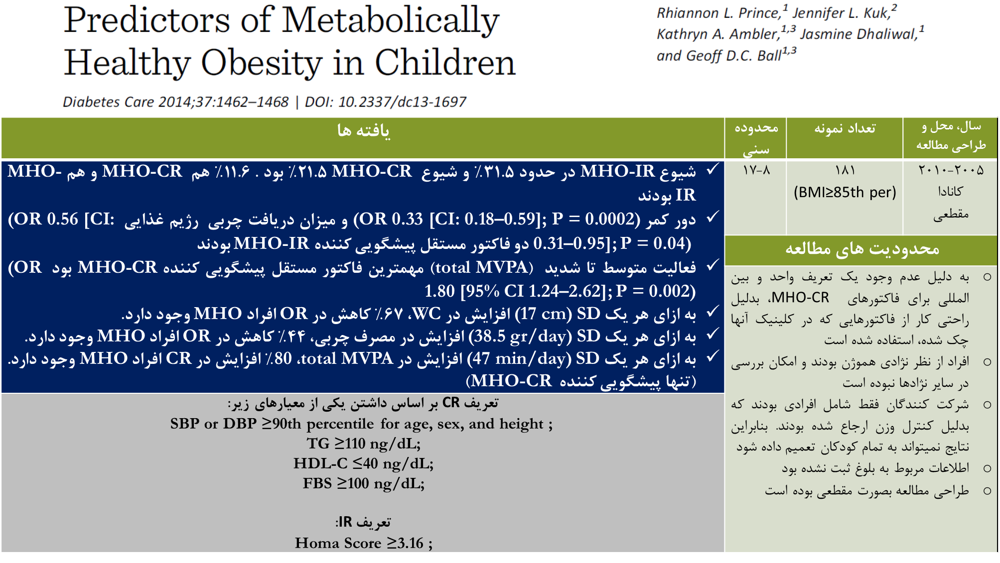 Predictors of Metabolically
Healthy Obesity in Children
Diabetes Care 2014;37:1462–1468 | DOI: 10.2337/dc13-1697
Rhiannon L. Prince,1 Jennifer L. Kuk,2
Kathryn A. Ambler,1,3 Jasmine Dhaliwal,1
and Geoff D.C. Ball1,3
سال، محل و
طراحی مطالعه
تعداد نمونه
محدوده
سنی
یافته ها
۲۰۱۰-۲۰۰۵
کانادا
مقطعی
۱۸۱
(BMI≥85th per)
۱۷-۸
✓ شیوع MHO-IR در حدود ۳۱.۵٪ و شیوع MHO-CR ۲۱.۵٪ بود . ۱۱.۶٪ هم MHO-CR و هم MHO-
IR بودند
✓ دور کمر (OR 0.33 [CI: 0.18–0.59]; P = 0.0002) و میزان دریافت چربی رژیم غذایی (OR 0.56 [CI:
0.31–0.95]; P = 0.04) دو فاکتور مستقل پیشگویی کننده MHO-IR بودند
✓ فعالیت متوسط تا شدید (total MVPA) مهمترین فاکتور مستقل پیشگویی کننده MHO-CR بود (OR
1.80 [95% CI 1.24–2.62]; P = 0.002)
✓ به ازای هر یک SD (17 cm) افزایش در WC، ۶۷٪ کاهش در OR افراد MHO وجود دارد.
✓ به ازای هر یک SD (38.5 gr/day) افزایش در مصرف چربی، ۴۴٪ کاهش در OR افراد MHO وجود دارد.
✓ به ازای هر یک SD (47 min/day) افزایش در total MVPA، 80٪ افزایش در CR افراد MHO وجود دارد.
(تنها پیشگویی کننده MHO-CR)
تعریف CR بر اساس داشتن یکی از معیارهای زیر:
SBP or DBP ≥90th percentile for age, sex, and height ;
TG ≥110 ng/dL;
HDL-C ≤40 ng/dL;
FBS ≥100 ng/dL;
تعریف IR:
Homa Score ≥3.16 ;
محدودیت های مطالعه
○ به دلیل عدم وجود یک تعریف واحد و بین
المللی برای فاکتورهای MHO-CR، بدلیل
راحتی کار از فاکتورهایی که در کلینیک آنها
چک شده، استفاده شده است
○ افراد از نظر نژادی هموژن بودند و امکان بررسی
در سایر نژادها نبوده است
○ شرکت کنندگان فقط شامل افرادی بودند که
بدلیل کنترل وزن ارجاع شده بودند. بنابراین
نتایج نمیتواند به تمام کودکان تعمیم داده شود
○ اطلاعات مربوط به بلوغ ثبت نشده بود
○ طراحی مطالعه بصورت مقطعی بوده است